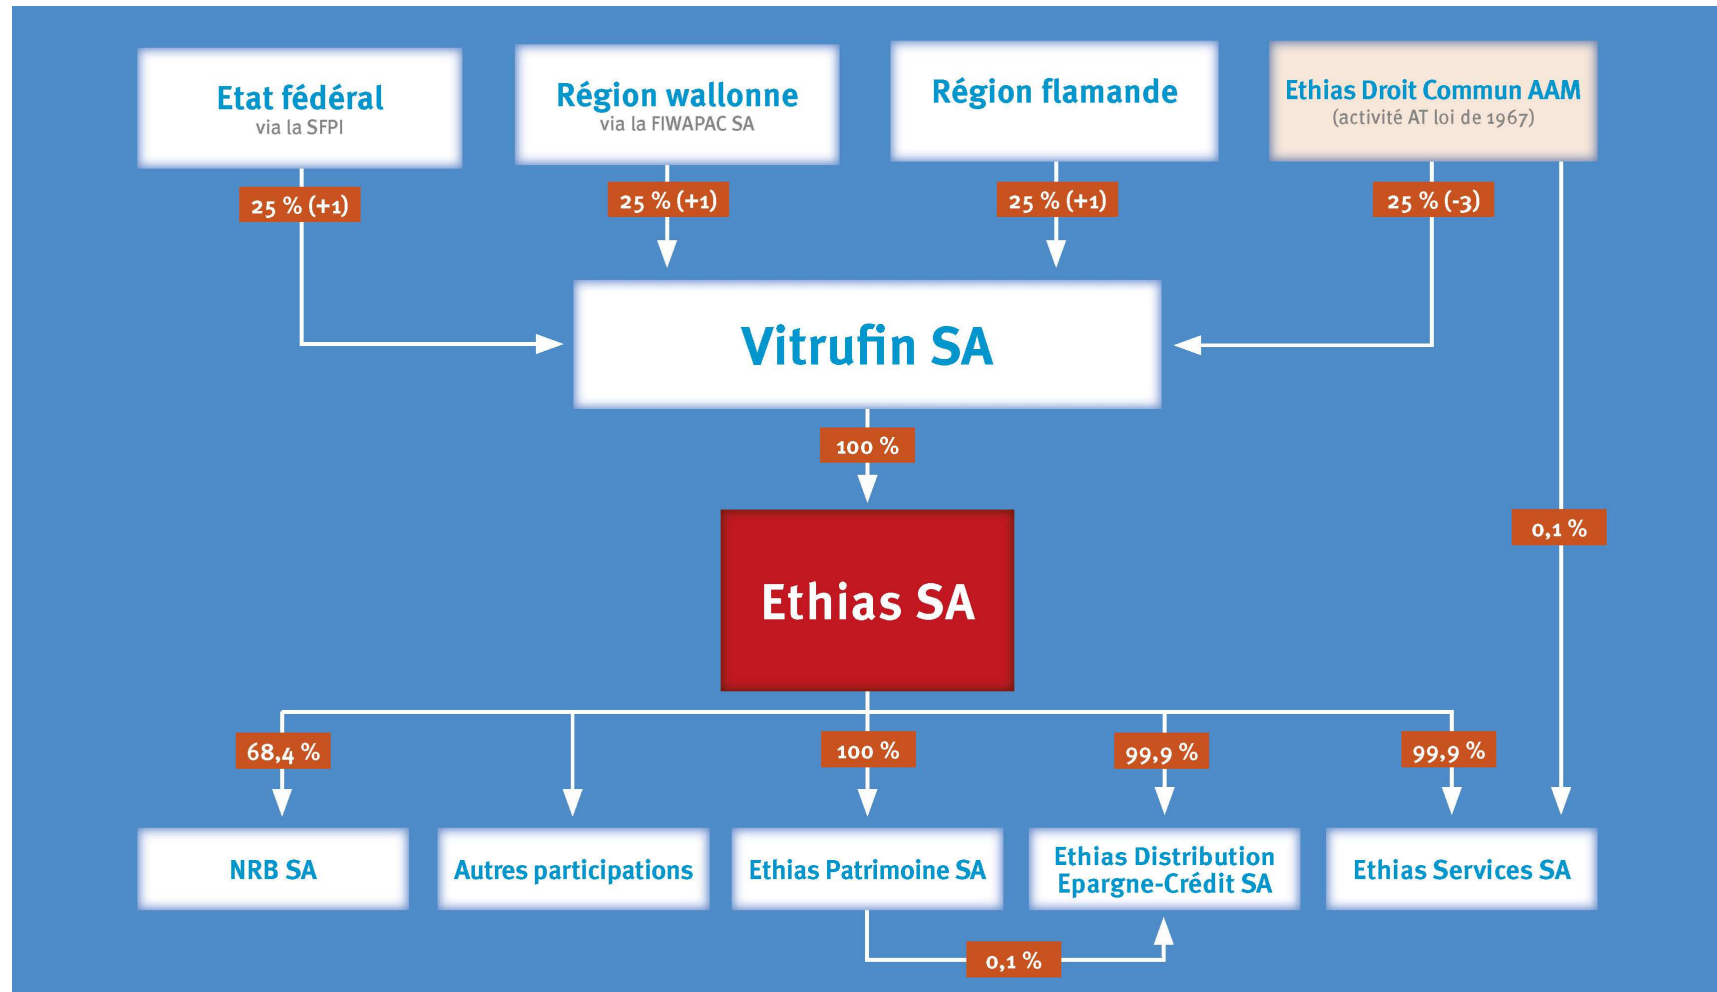 Etat fédéral
via la SFPI
Région wallonne
via la FIWAPAC SA
Région flamande
Ethias Droit Commun AAM
(activité AT loi de 1967)
25 % (+1)
25 % (+1)
25 % (+1)
25 % (-3)
Vitrufin SA
100 %
0,1 %
Ethias SA
68,4 %
100 %
99,9 %
99,9 %
NRB SA
Autres participations
Ethias Patrimoine SA
Ethias Distribution
Epargne-Crédit SA
Ethias Services SA
0,1 %